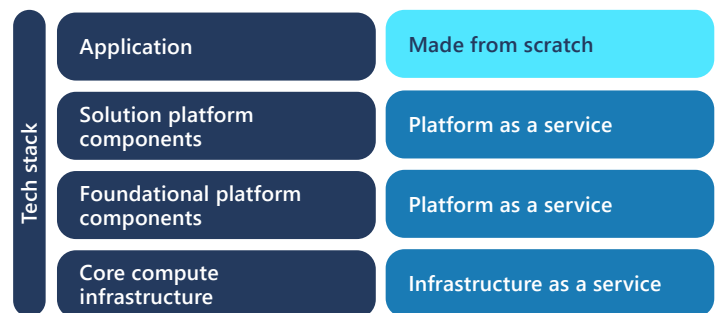 Tech stack
Application
Made from scratch
Solution platform
components
Platform as a service
Foundational platform
components
Platform as a service
Core compute
infrastructure
Infrastructure as a service